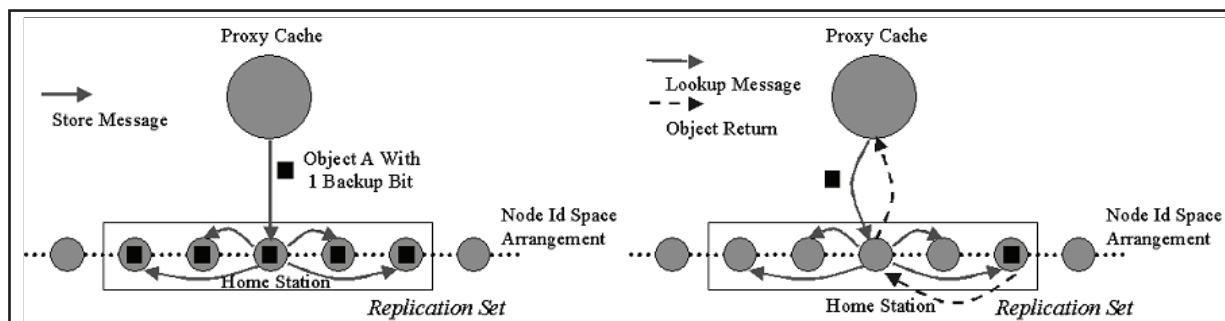 Proxy Cache
Store Message
Object A With
1 Backup Bit
Node Id Space
Arrangement
Home Station
Replication Set
Proxy Cache
Lookup Message
Object Return
Node Id Space
Arrangement
Home Station
Replication Set